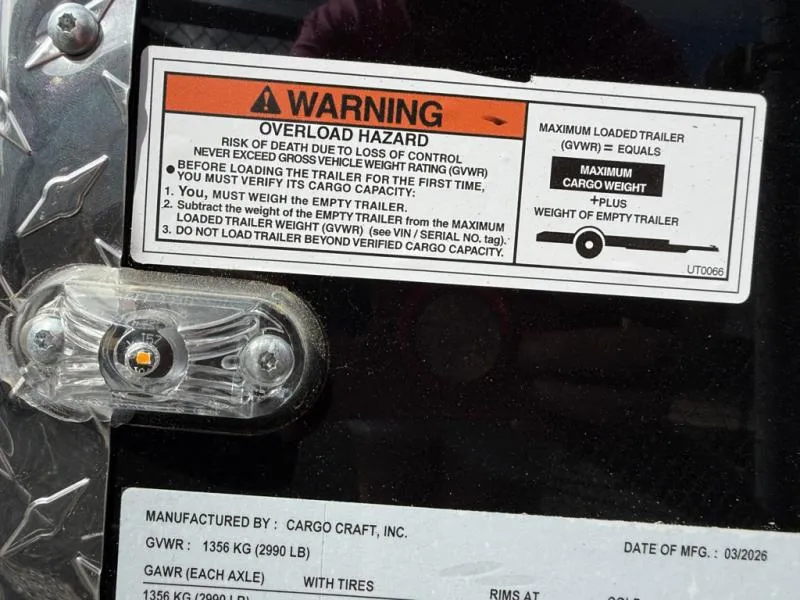 WARNING
OVERLOAD HAZARD
RISK OF DEATH DUE TO LOSS OF CONTROL
NEVER EXCEED GROSS VEHICLE WEIGHT RATING (GVWR)
● BEFORE LOADING THE TRAILER FOR THE FIRST TIME,
YOU MUST VERIFY ITS CARGO CAPACITY:
1. You, MUST WEIGH the EMPTY TRAILER.
2. Subtract the weight of the EMPTY TRAILER from the MAXIMUM
LOADED TRAILER WEIGHT (GVWR) (see VIN / SERIAL NO. tag).
3. DO NOT LOAD TRAILER BEYOND VERIFIED CARGO CAPACITY.
MAXIMUM LOADED TRAILER
(GVWR) = EQUALS
MAXIMUM
CARGO WEIGHT
+PLUS
WEIGHT OF EMPTY TRAILER
UT0066
MANUFACTURED BY : CARGO CRAFT, INC.
GVWR : 1356 KG (2990 LB)
DATE OF MFG. : 03/2026
GAWR (EACH AXLE) WITH TIRES RIMS AT
1356 KG (2990 LB)